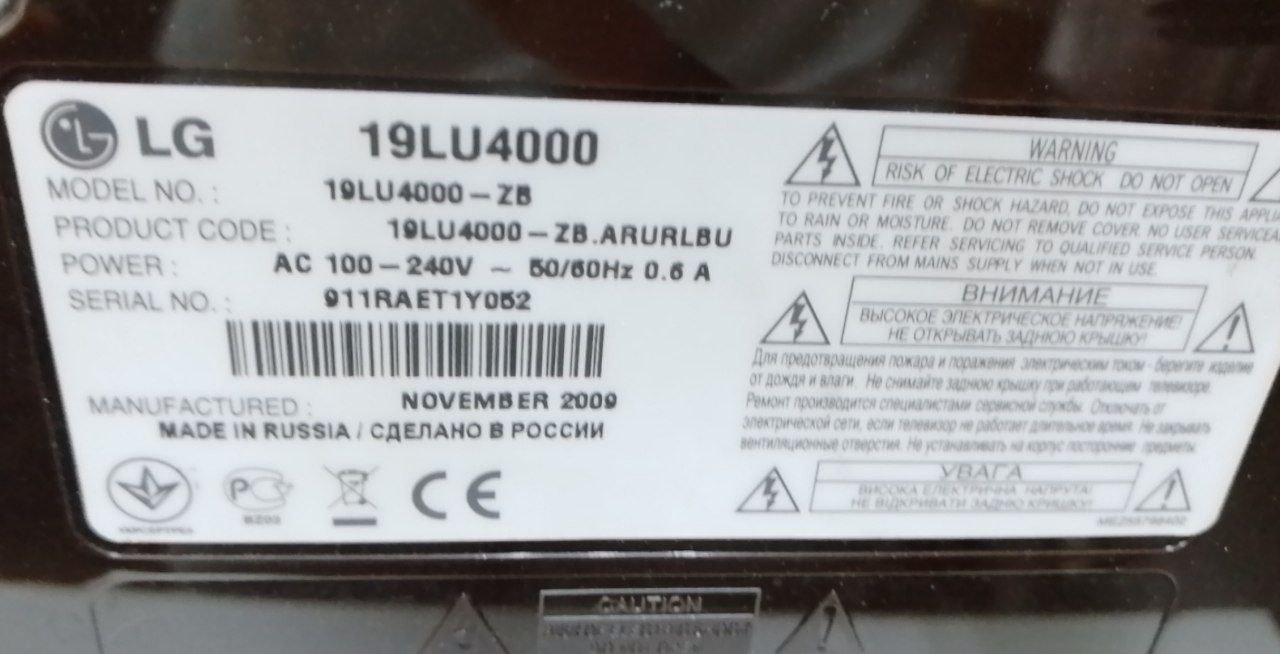 LG 19LU4000
MODEL NO. : 19LU4000-ZB
PRODUCT CODE : 19LU4000-ZB.ARURLBU
POWER : AC 100-240V ~ 50/60Hz 0.6 A
SERIAL NO. : 911RAET1Y052
MANUFACTURED : NOVEMBER 2009
MADE IN RUSSIA / СДЕЛАНО В РОССИИ
PC
CE
WARNING
RISK OF ELECTRIC SHOCK DO NOT OPEN
TO PREVENT FIRE OR SHOCK HAZARD, DO NOT EXPOSE THIS
TO RAIN OR MOISTURE. DO NOT REMOVE COVER. NO USER
PARTS INSIDE. REFER SERVICING TO QUALIFIED SERVICE PERSON.
DISCONNECT FROM MAINS SUPPLY WHEN NOT IN USE.
ВНИМАНИЕ
ВЫСОКОЕ ЭЛЕКТРИЧЕСКОЕ НАПРЯЖЕНИЕ!
НЕ ОТКРЫВАТЬ ЗАДНЮЮ КРЫШКУ!
Для предотвращения пожара и поражения электрическим током - берегите изделие
от дождя и влаги. Не снимайте заднюю крышку при работающем телевизоре.
Ремонт производится специалистами сервисной службы. Отключать от
электрической сети, если телевизор не работает длительное время. Не закрывать
вентиляционные отверстия. Не устанавливать на корпус посторонние предметы.
УВАГА
ВИСОКА ЕЛЕКТРИЧНА НАПРУГА!
НЕ ВІДКРИВАТИ ЗАДНЮ КРИШКУ!
CAUTION